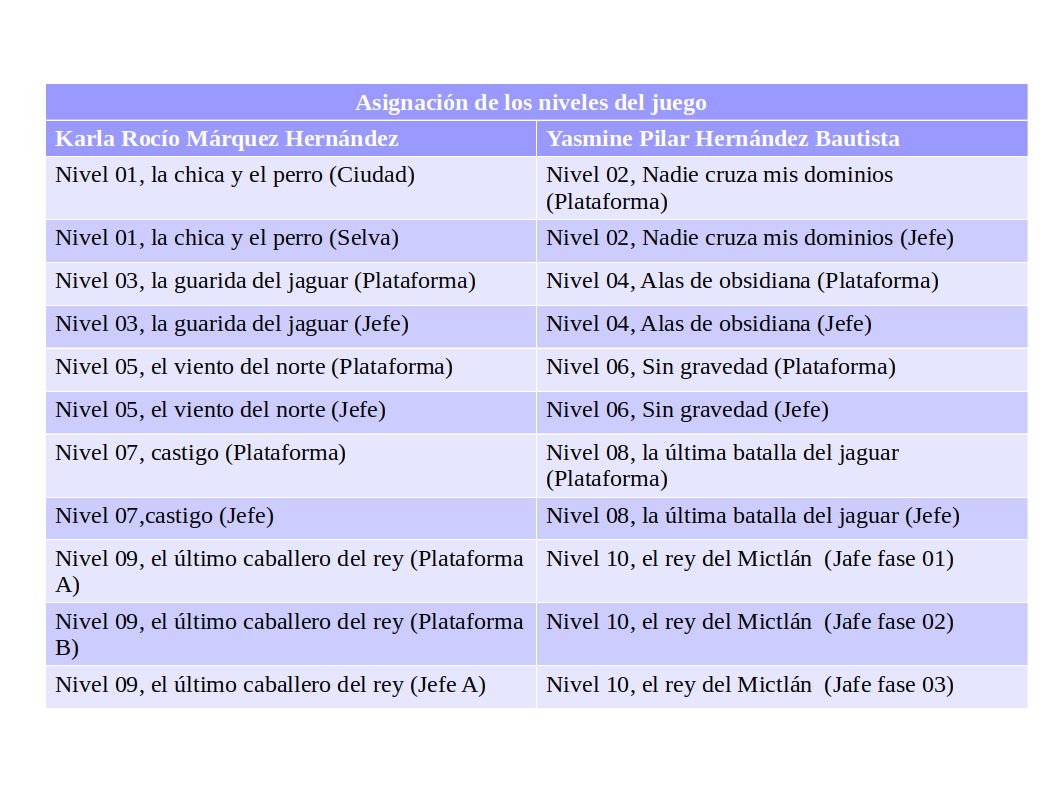 Asignación de los niveles del juego
Karla Rocío Márquez Hernández
Yasmine Pilar Hernández Bautista
Nivel 01, la chica y el perro (Ciudad)
Nivel 02, Nadie cruza mis dominios
(Plataforma)
Nivel 01, la chica y el perro (Selva)
Nivel 02, Nadie cruza mis dominios (Jefe)
Nivel 03, la guarida del jaguar (Plataforma)
Nivel 04, Alas de obsidiana (Plataforma)
Nivel 03, la guarida del jaguar (Jefe)
Nivel 04, Alas de obsidiana (Jefe)
Nivel 05, el viento del norte (Plataforma)
Nivel 06, Sin gravedad (Plataforma)
Nivel 05, el viento del norte (Jefe)
Nivel 06, Sin gravedad (Jefe)
Nivel 07, castigo (Plataforma)
Nivel 08, la última batalla del jaguar
(Plataforma)
Nivel 07,castigo (Jefe)
Nivel 08, la última batalla del jaguar (Jefe)
Nivel 09, el último caballero del rey (Plataforma
A)
Nivel 10, el rey del Mictlán  (Jafe fase 01)
Nivel 09, el último caballero del rey (Plataforma
B)
Nivel 10, el rey del Mictlán  (Jafe fase 02)
Nivel 09, el último caballero del rey (Jefe A)
Nivel 10, el rey del Mictlán  (Jafe fase 03)